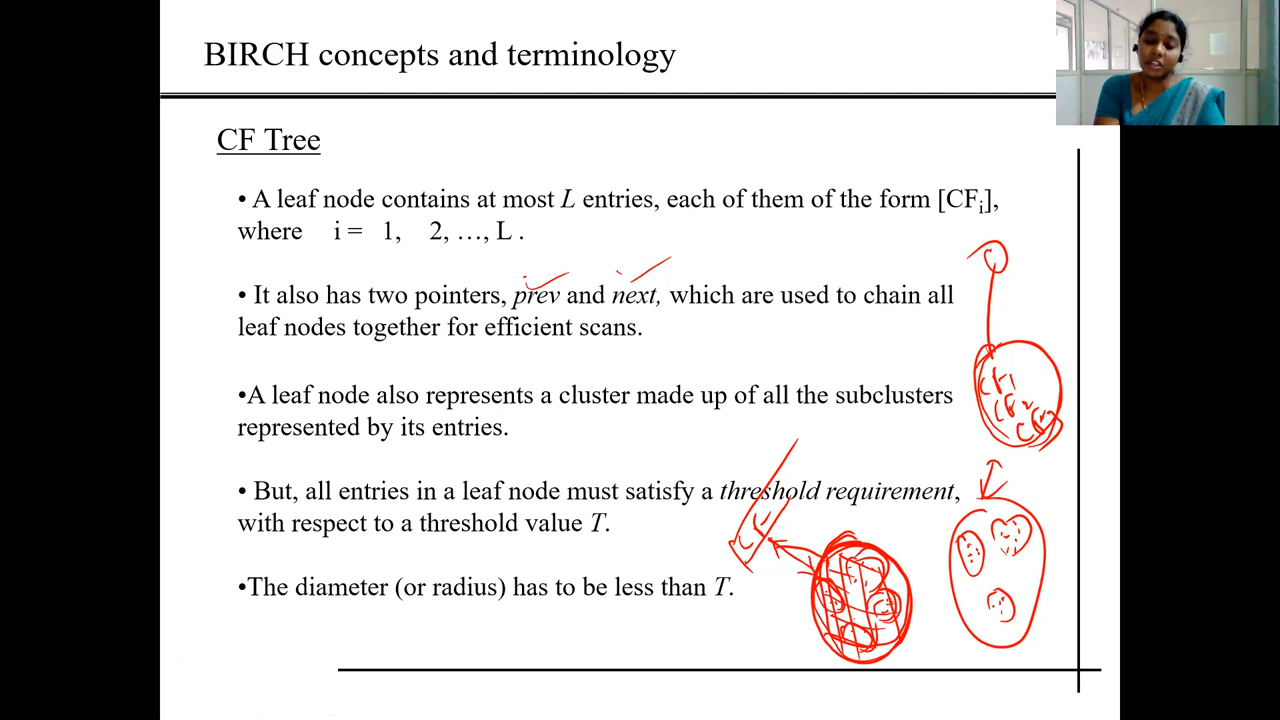 BIRCH concepts and terminology
CF Tree
• A leaf node contains at most L entries, each of them of the form [CFi],
where i = 1, 2, …, L .
• It also has two pointers, prev and next, which are used to chain all
leaf nodes together for efficient scans.
•A leaf node also represents a cluster made up of all the subclusters
represented by its entries.
• But, all entries in a leaf node must satisfy a threshold requirement,
with respect to a threshold value T.
•The diameter (or radius) has to be less than T.
CF1
CF2
CF3
CF